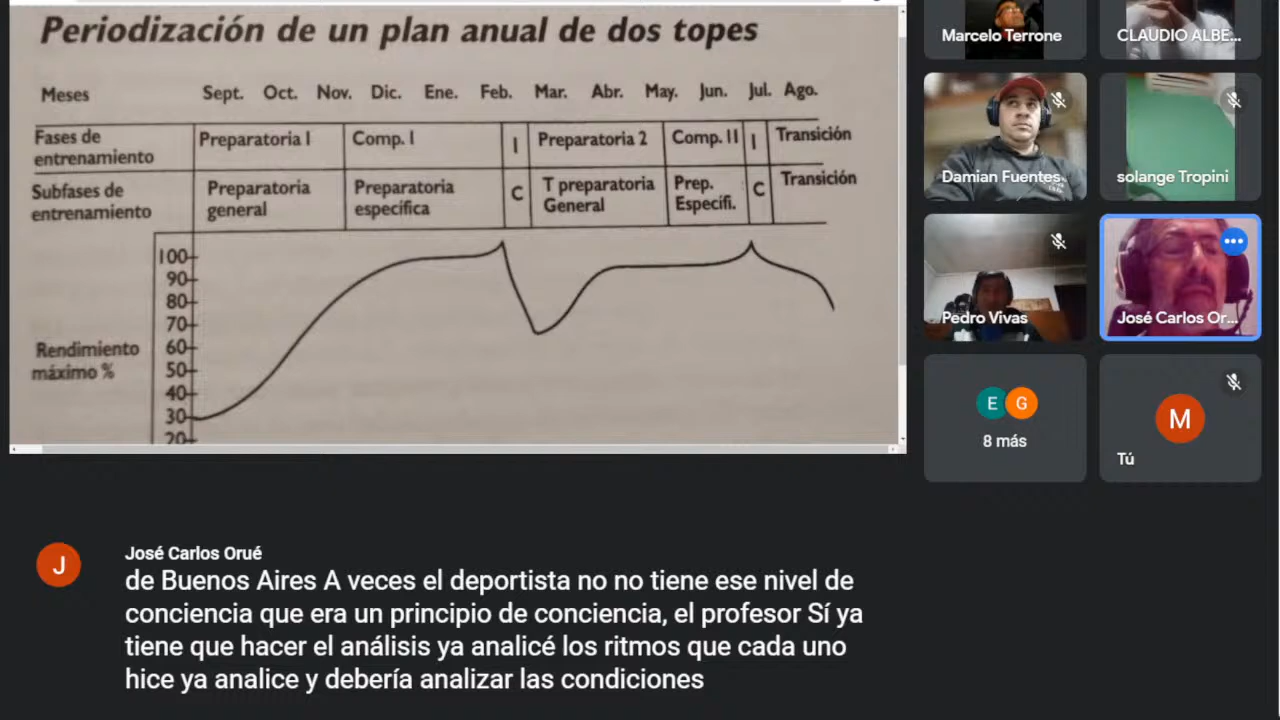 Periodización de un plan anual de dos topes
Meses Sept. Oct. Nov. Dic. Ene. Feb. Mar. Abr. May. Jun. Jul. Ago.
Fases de entrenamiento Preparatoria I Comp. I I Preparatoria 2 Comp. II I Transición
Subfases de entrenamiento Preparatoria general Preparatoria específica C T preparatoria General Prep. Específi. C Transición
100
90
80
70
60
50
40
30
20
Rendimiento
máximo %
Marcelo Terrone
CLAUDIO ALBE...
Damian Fuentes
solange Tropini
Pedro Vivas
José Carlos Or...
E G
8 más
M
Tú
J
José Carlos Orué
de Buenos Aires A veces el deportista no no tiene ese nivel de
conciencia que era un principio de conciencia, el profesor Sí ya
tiene que hacer el análisis ya analicé los ritmos que cada uno
hice ya analice y debería analizar las condiciones